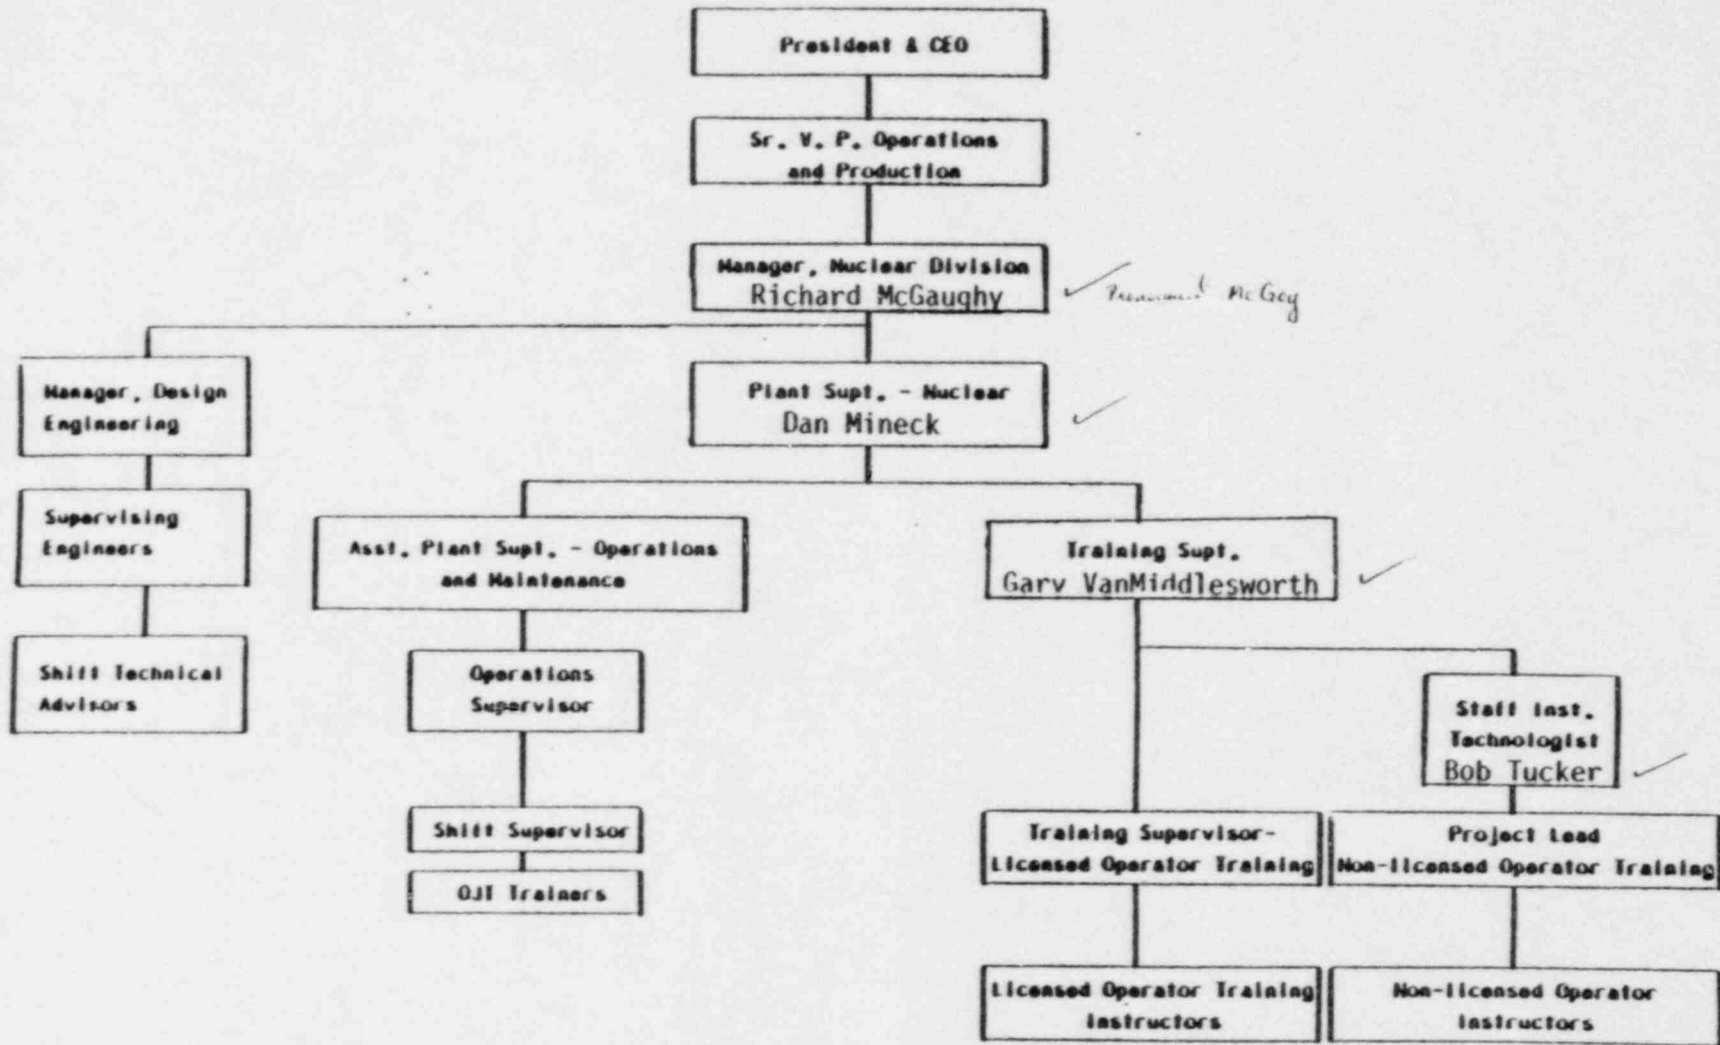 President & CEO
Sr. V. P. Operations
and Production
Manager, Nuclear Division
Richard McGaughy
McGoy
Manager, Design
Engineering
Plant Supt. - Nuclear
Dan Mineck
Supervising
Engineers
Asst. Plant Supt. - Operations
and Maintenance
Training Supt.
Gary VanMiddlesworth
Shift Technical
Advisors
Operations
Supervisor
Staff Inst.
Technologist
Bob Tucker
Shift Supervisor
OJT Trainers
Training Supervisor-
Licensed Operator Training
Project Lead
Non-licensed Operator Training
Licensed Operator Training
Instructors
Non-licensed Operator
Instructors